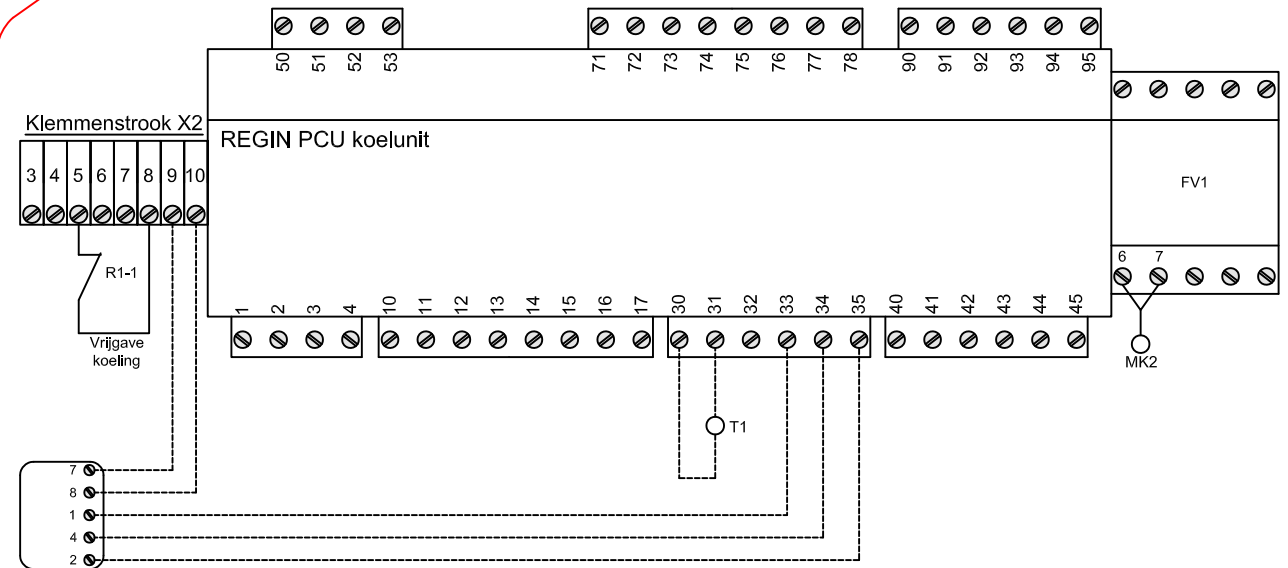 50 51 52 53
71 72 73 74 75 76 77 78
90 91 92 93 94 95
Klemmenstrook X2
REGIN PCU koelunit
3 4 5 6 7 8 9 10
FV1
R1-1
Vrijgave
koeling
6 7
MK2
1 2 3 4
10 11 12 13 14 15 16 17
30 31 32 33 34 35
40 41 42 43 44 45
T1
7
8
1
4
2